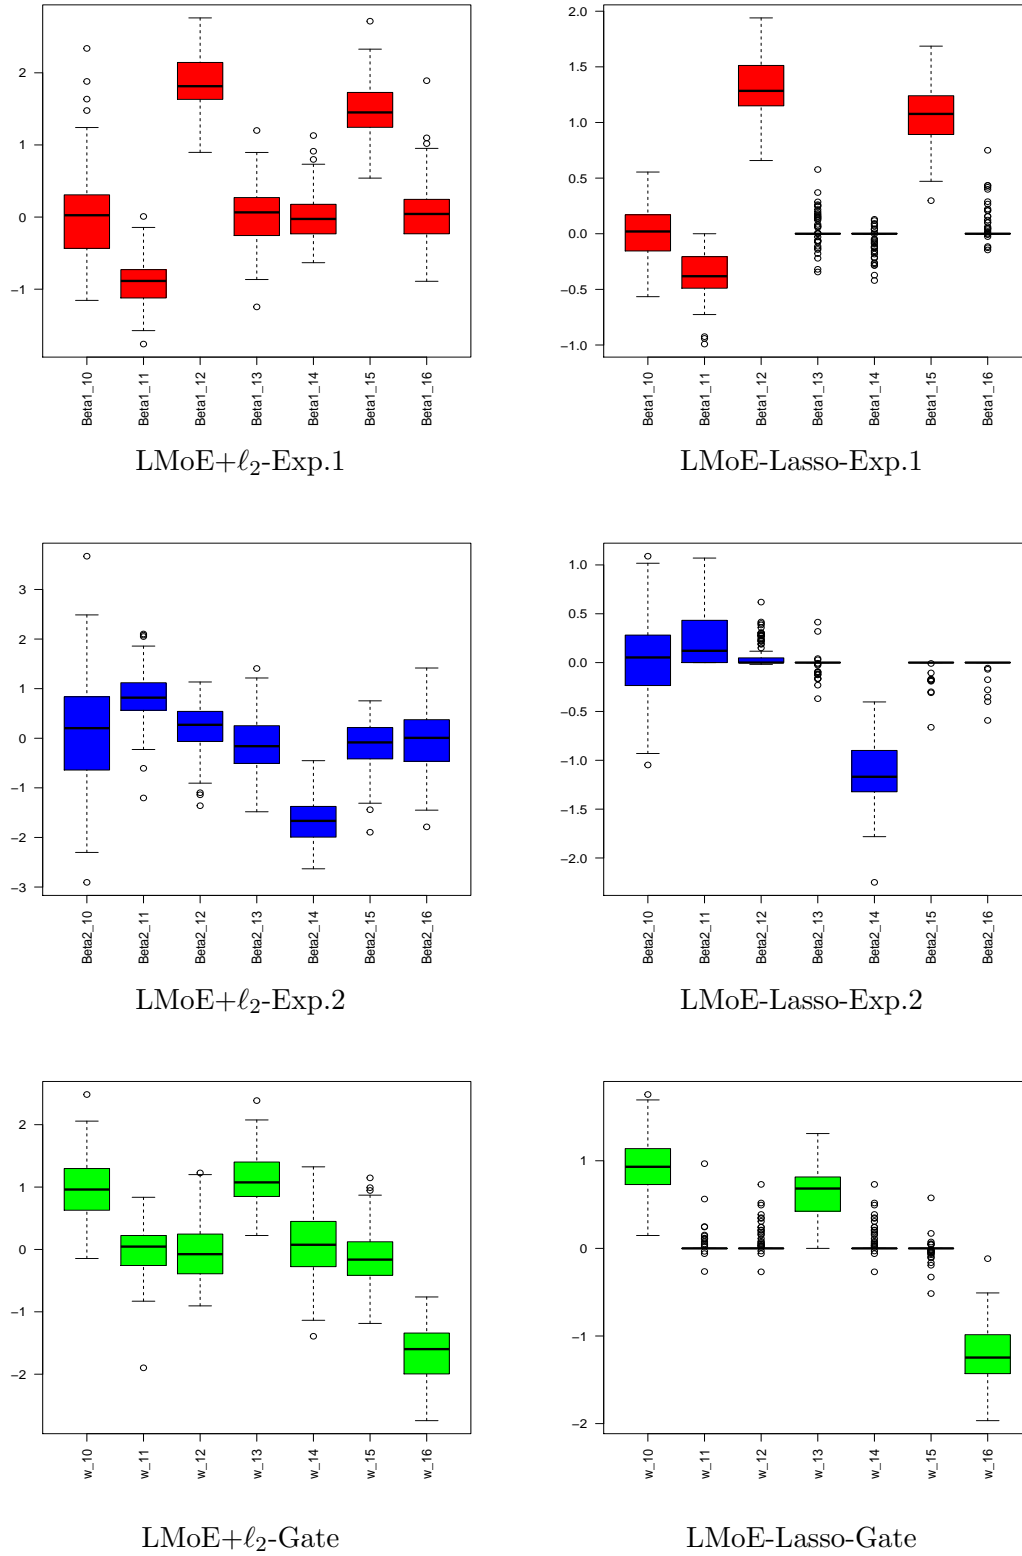 2
1
0
−1
Beta1_10 Beta1_11 Beta1_12 Beta1_13 Beta1_14 Beta1_15 Beta1_16
LMoE+ℓ₂-Exp.1
2.0
1.5
1.0
0.5
0.0
−0.5
−1.0
Beta1_10 Beta1_11 Beta1_12 Beta1_13 Beta1_14 Beta1_15 Beta1_16
LMoE-Lasso-Exp.1
3
2
1
0
−1
−2
−3
Beta2_10 Beta2_11 Beta2_12 Beta2_13 Beta2_14 Beta2_15 Beta2_16
LMoE+ℓ₂-Exp.2
1.0
0.5
0.0
−0.5
−1.0
−1.5
−2.0
Beta2_10 Beta2_11 Beta2_12 Beta2_13 Beta2_14 Beta2_15 Beta2_16
LMoE-Lasso-Exp.2
2
1
0
−1
−2
w_10 w_11 w_12 w_13 w_14 w_15 w_16
LMoE+ℓ₂-Gate
1
0
−1
−2
w_10 w_11 w_12 w_13 w_14 w_15 w_16
LMoE-Lasso-Gate